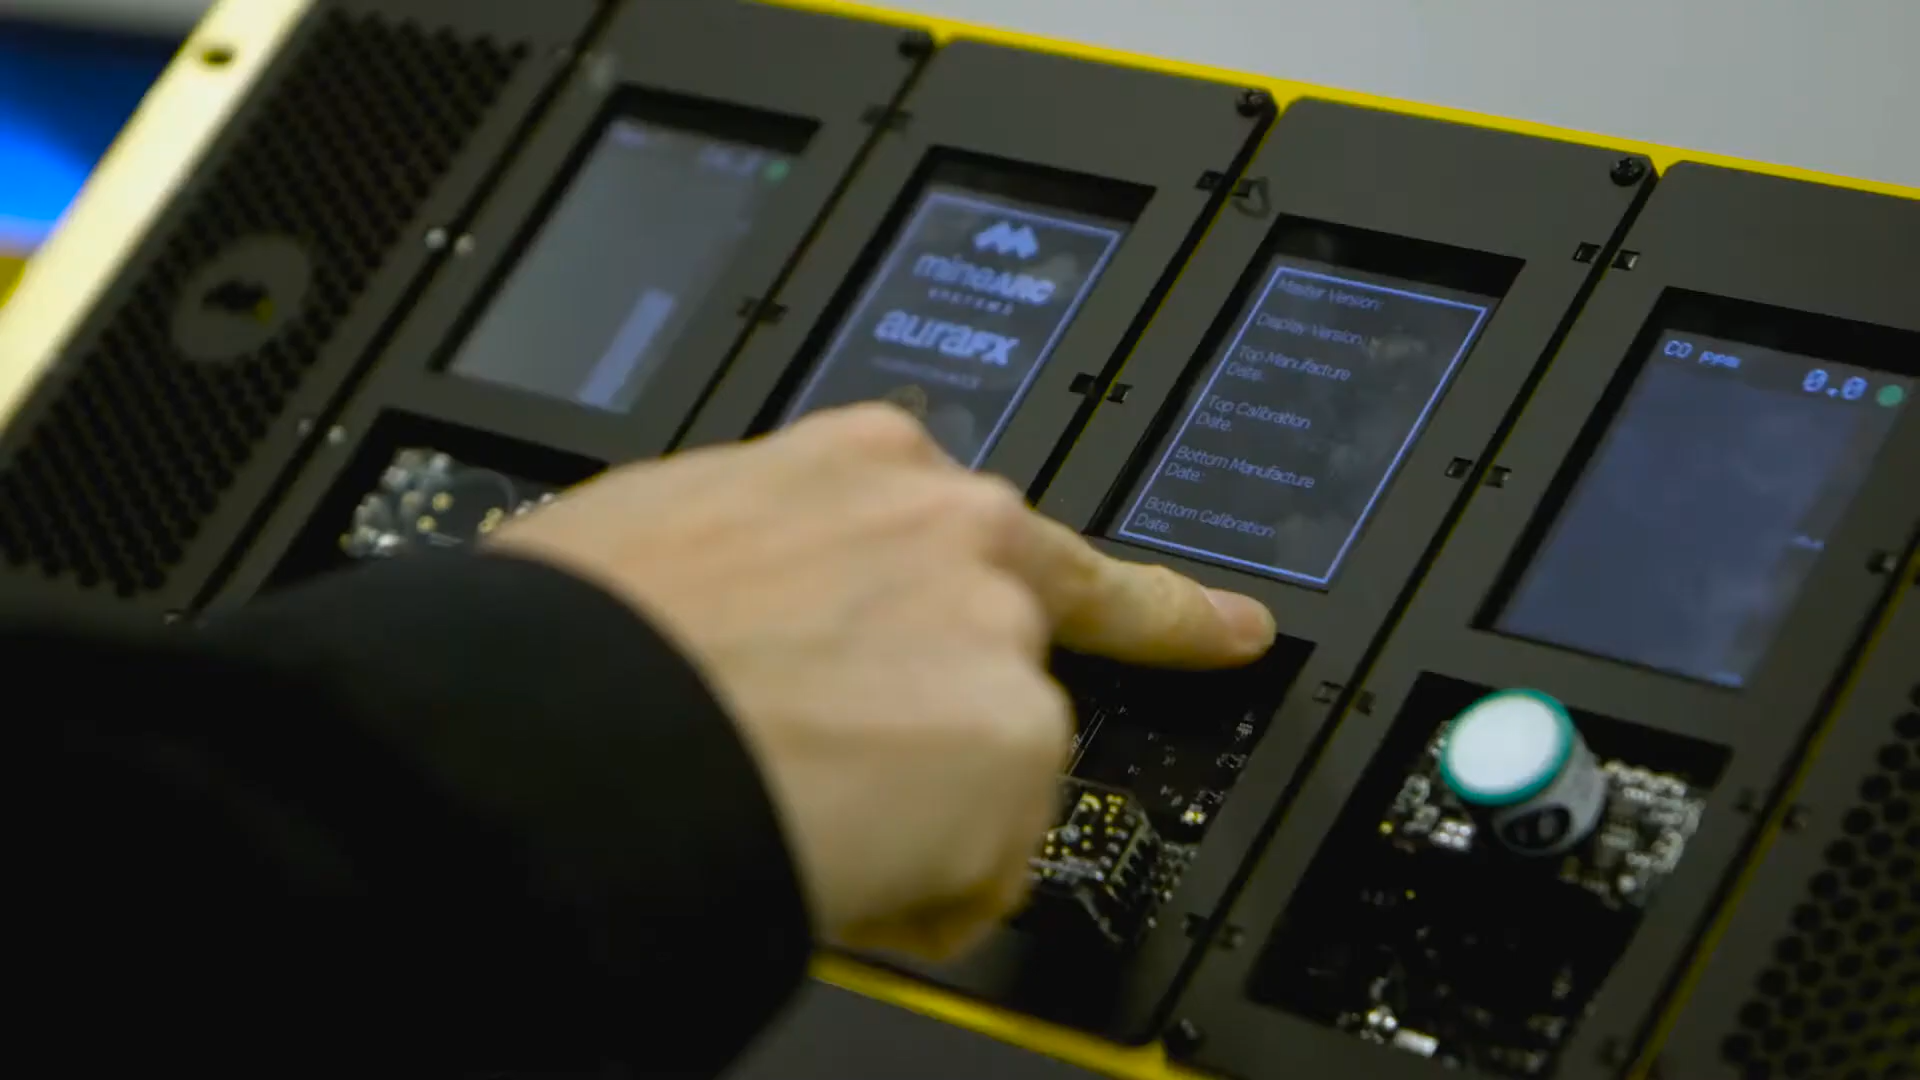 mineARC
SYSTEMS
auraFX
Master Version:
Display Version:
Top Manufacture
Date:
Top Calibration
Date:
Bottom Manufacture
Date:
Bottom Calibration
Date:
CO ppm
0.0